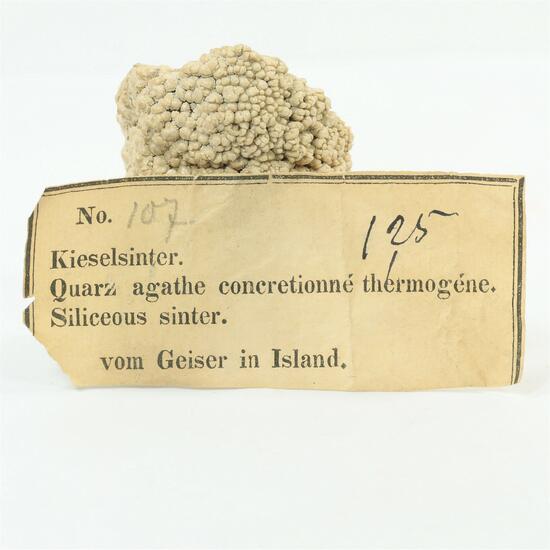 No. 107
125
Kieselsinter.
Quarz agathe concretionné thermogéne.
Siliceous sinter.
vom Geiser in Island.